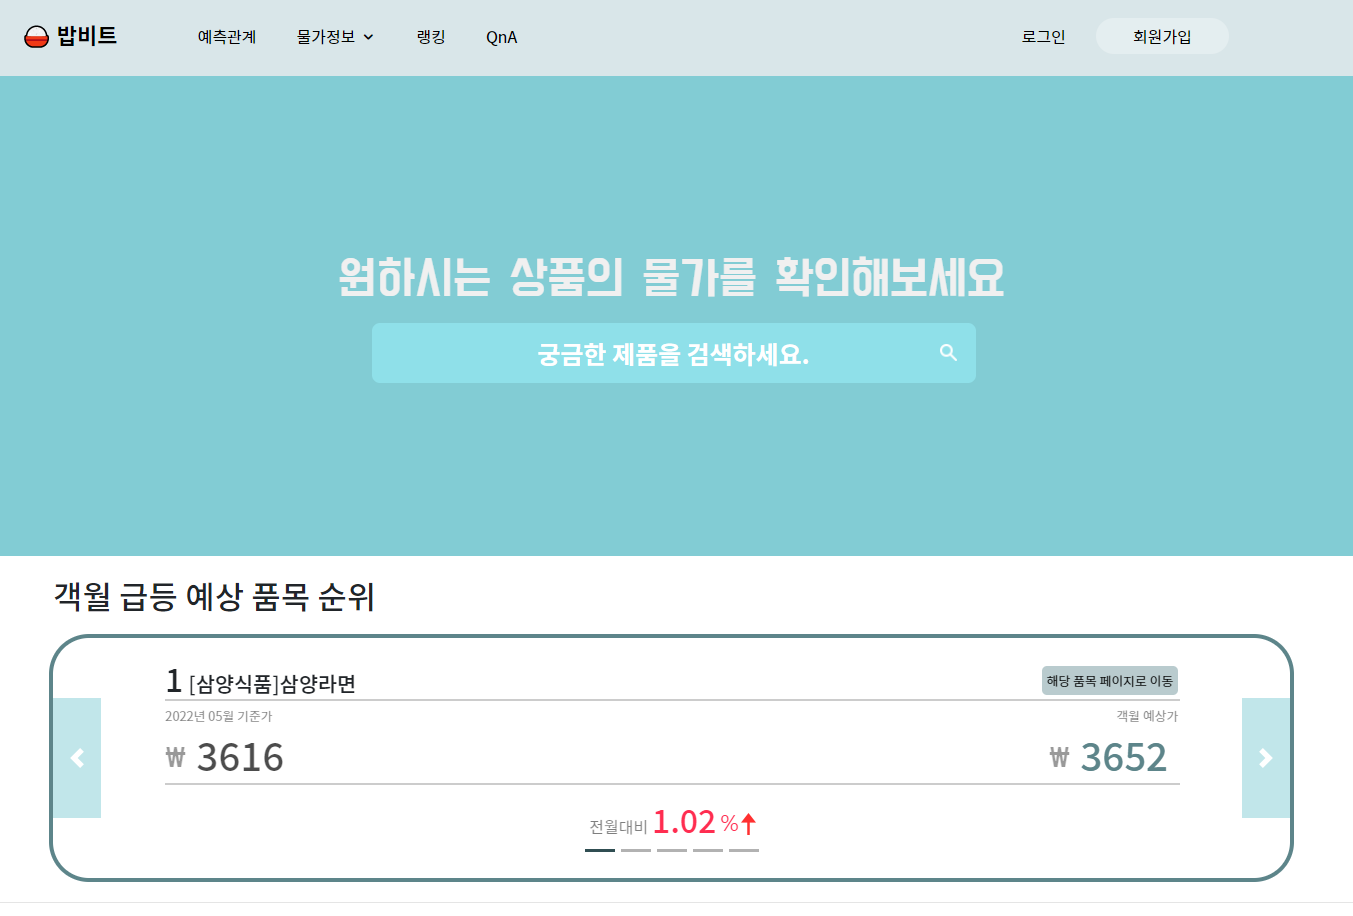 밥비트 예측관계 물가정보 랭킹 QnA 로그인 회원가입
원하시는 상품의 물가를 확인해보세요
궁금한 제품을 검색하세요.
객월 급등 예상 품목 순위
1 [삼양식품]삼양라면 해당 품목 페이지로 이동
2022년 05월 기준가 객월 예상가
₩ 3616 ₩ 3652
전월대비 1.02 %